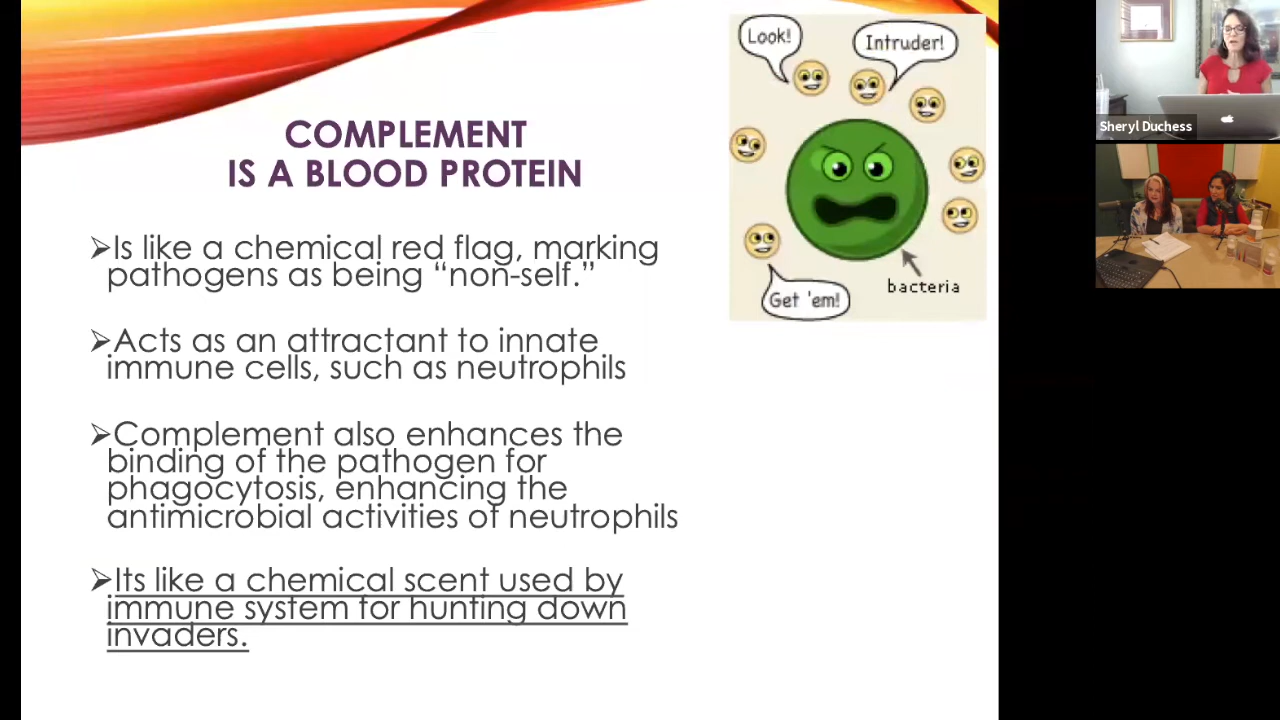 COMPLEMENT
IS A BLOOD PROTEIN
➢Is like a chemical red flag, marking
pathogens as being “non-self.”
➢Acts as an attractant to innate
immune cells, such as neutrophils
➢Complement also enhances the
binding of the pathogen for
phagocytosis, enhancing the
antimicrobial activities of neutrophils
➢Its like a chemical scent used by
immune system for hunting down
invaders.
Look!
Intruder!
Get 'em!
bacteria
Sheryl Duchess